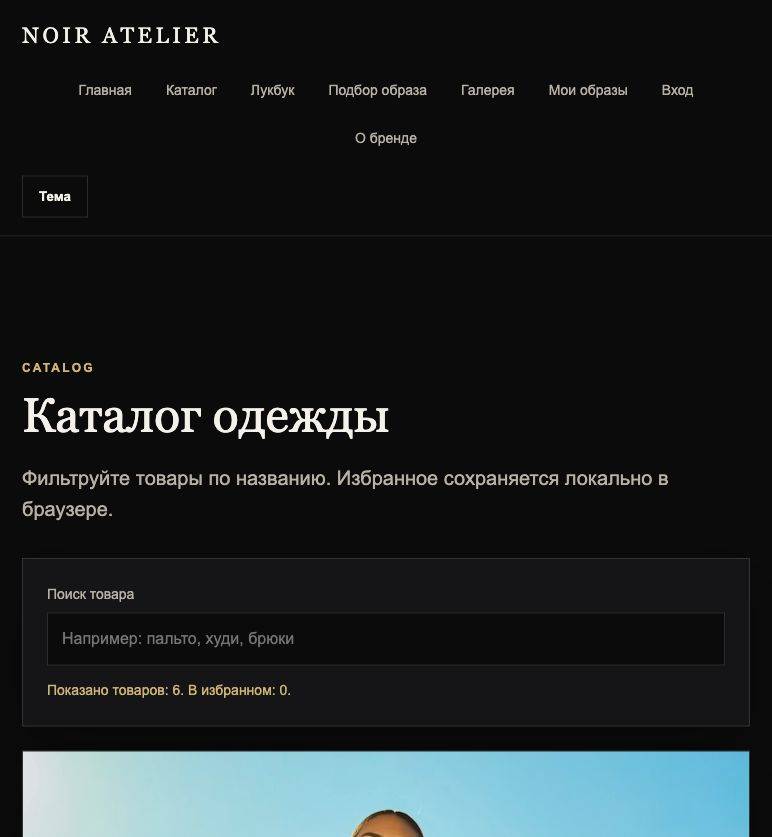 NOIR ATELIER
Главная Каталог Лукбук Подбор образа Галерея Мои образы Вход
О бренде
Тема
CATALOG
Каталог одежды
Фильтруйте товары по названию. Избранное сохраняется локально в
браузере.
Поиск товара
Например: пальто, худи, брюки
Показано товаров: 6. В избранном: 0.